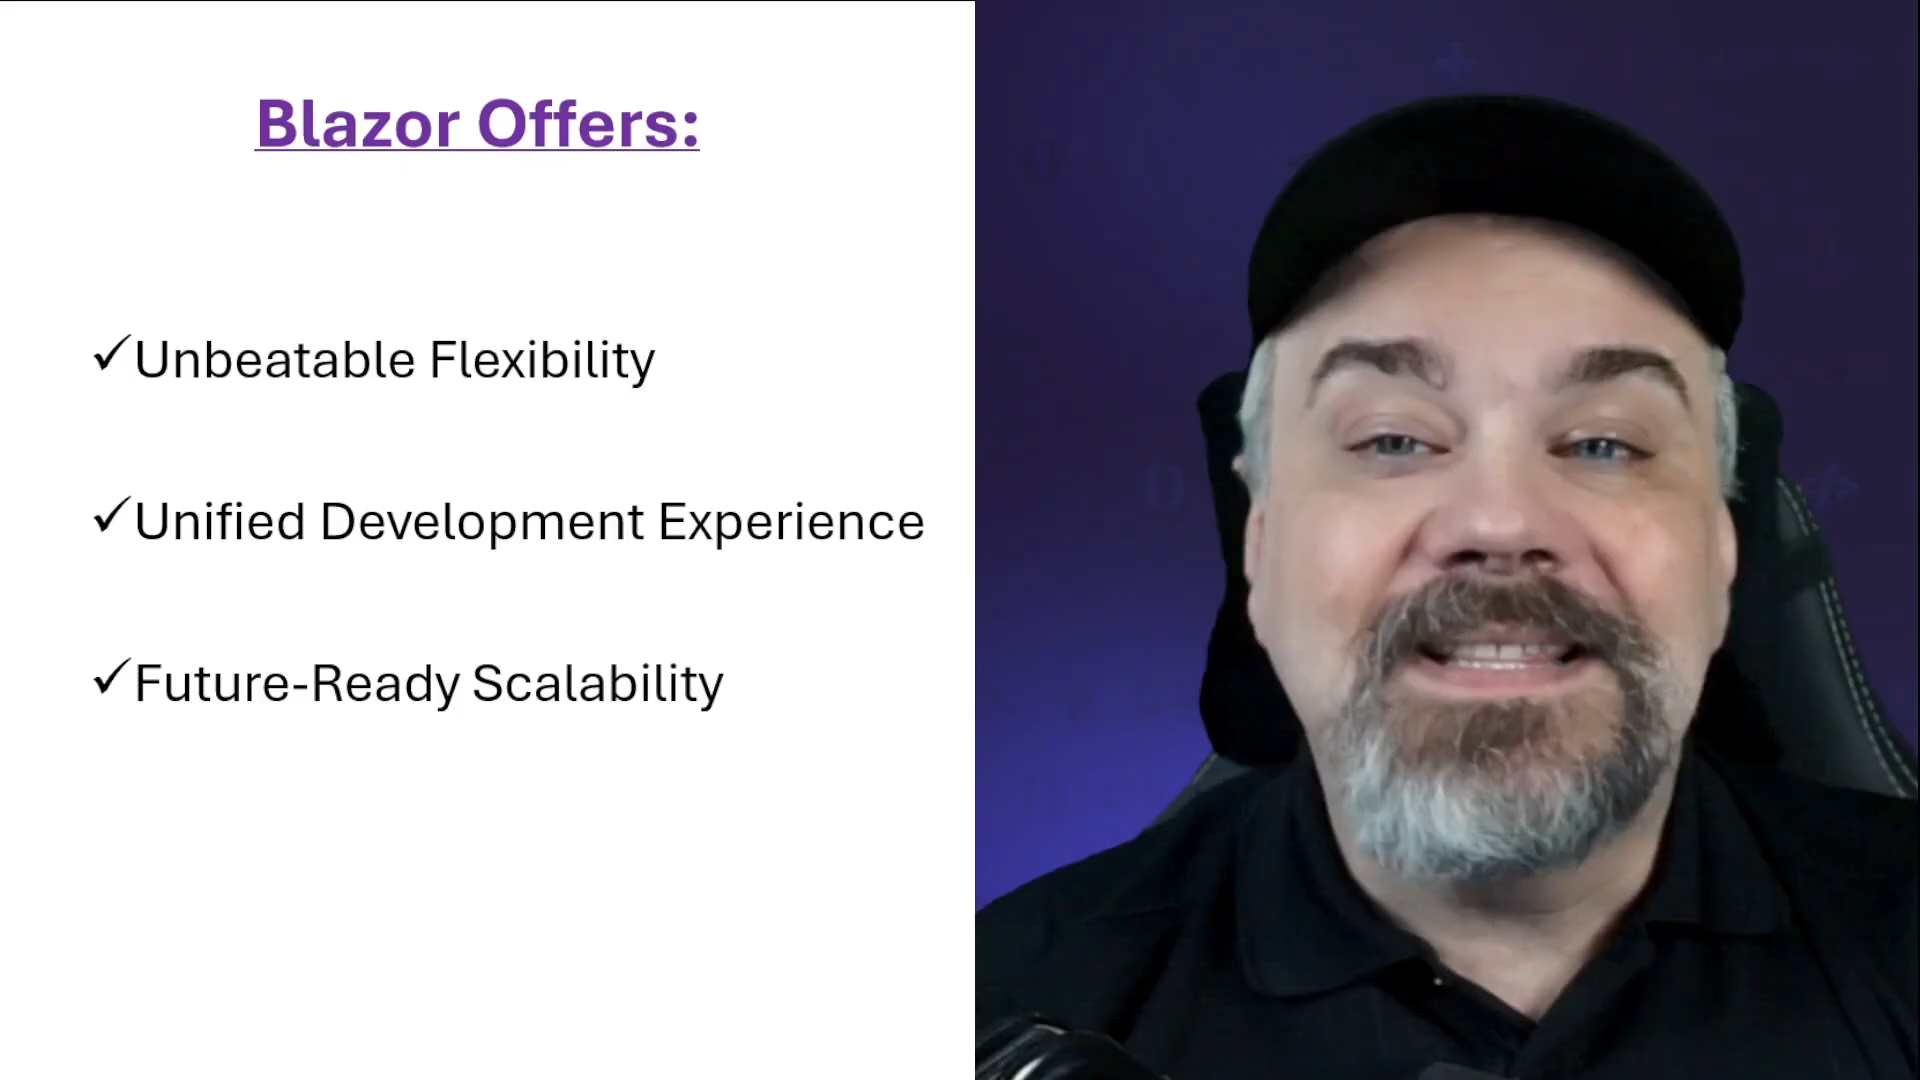 Blazor Offers:
✓Unbeatable Flexibility
✓Unified Development Experience
✓Future-Ready Scalability